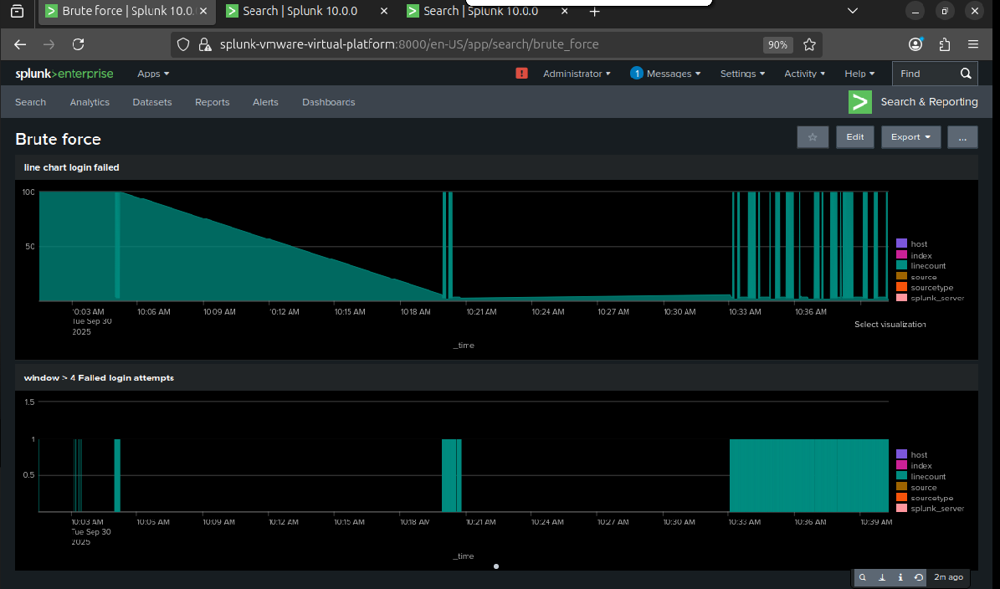 Brute force | Splunk 10.0.
Search | Splunk 10.0.0
Search | Splunk 10.0.0
splunk-vmware-virtual-platform:8000/en-US/app/search/brute_force
90%
splunk>enterprise
Apps
!
Administrator
1
Messages
Settings
Activity
Help
Find
Search
Analytics
Datasets
Reports
Alerts
Dashboards
> Search & Reporting
Brute force
Edit
Export
...
line chart login failed
100
50
10:03 AM
Tue Sep 30
2025
10:06 AM
10:09 AM
10:12 AM
10:15 AM
10:18 AM
10:21 AM
10:24 AM
10:27 AM
10:30 AM
10:33 AM
10:36 AM
_time
host
index
linecount
source
sourcetype
splunk_server
Select visualization
window > 4 Failed login attempts
1.5
1
0.5
10:03 AM
Tue Sep 30
2025
10:06 AM
10:09 AM
10:12 AM
10:15 AM
10:18 AM
10:21 AM
10:24 AM
10:27 AM
10:30 AM
10:33 AM
10:36 AM
10:39 AM
_time
host
index
linecount
source
sourcetype
splunk_server
2m ago